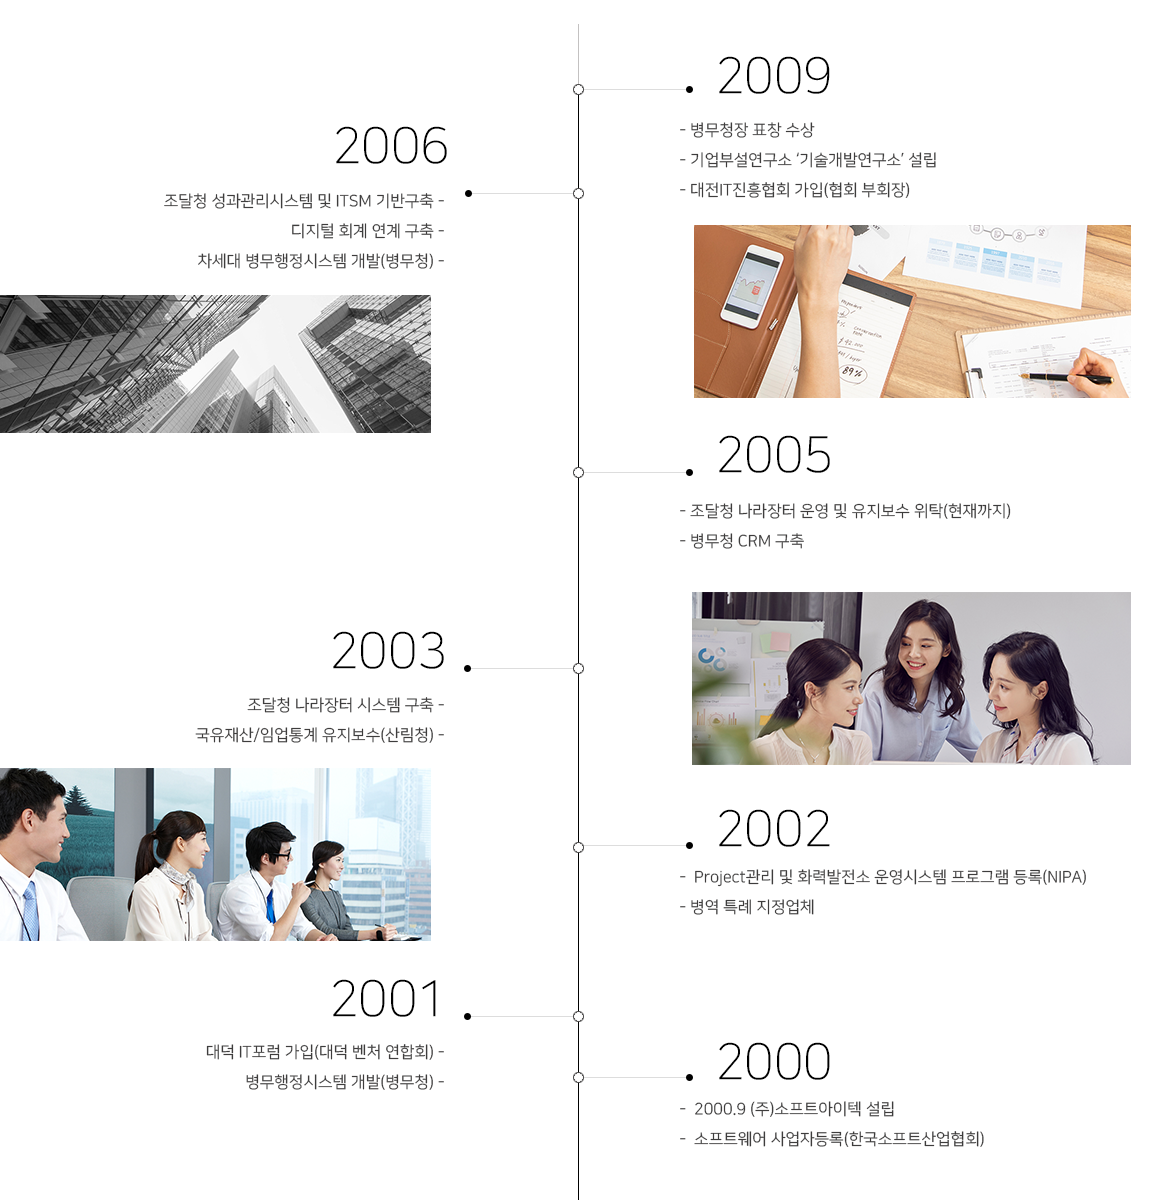 2009
- 병무청장 표창 수상
- 기업부설연구소 ‘기술개발연구소’ 설립
- 대전IT진흥협회 가입(협회 부회장)
2006
조달청 성과관리시스템 및 ITSM 기반구축 -
디지털 회계 연계 구축 -
차세대 병무행정시스템 개발(병무청) -
89%
2005
- 조달청 나라장터 운영 및 유지보수 위탁(현재까지)
- 병무청 CRM 구축
2003
조달청 나라장터 시스템 구축 -
국유재산/임업통계 유지보수(산림청) -
2002
- Project관리 및 화력발전소 운영시스템 프로그램 등록(NIPA)
- 병역 특례 지정업체
2001
대덕 IT포럼 가입(대덕 벤처 연합회) -
병무행정시스템 개발(병무청) -
2000
- 2000.9 (주)소프트아이텍 설립
- 소프트웨어 사업자등록(한국소프트산업협회)